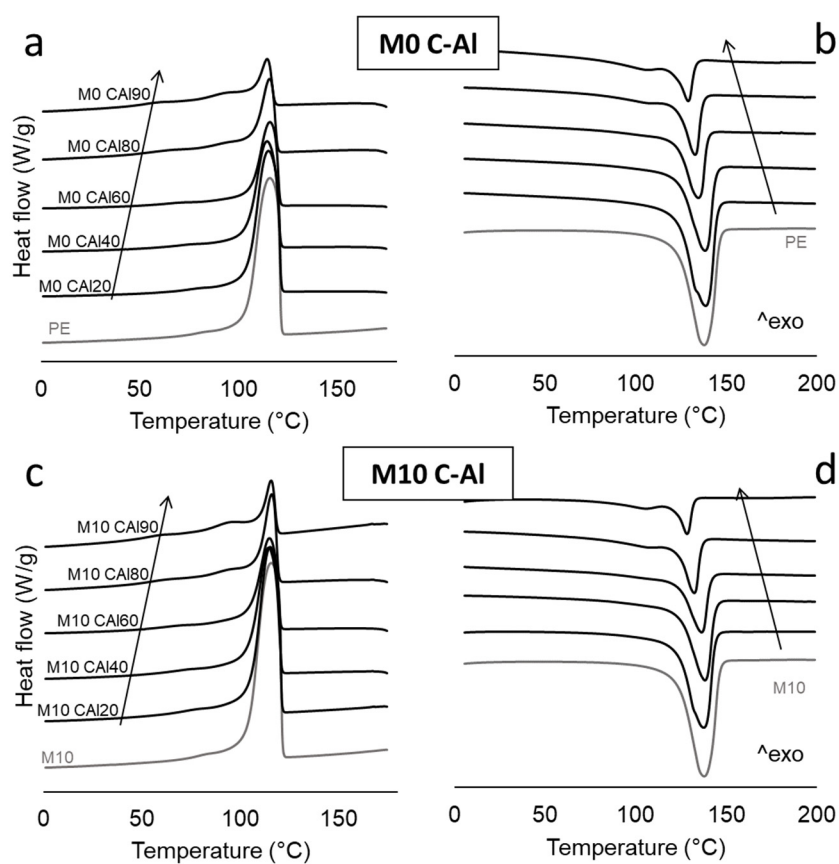 a
M0 C-Al
b
Heat flow (W/g)
M0 CAl90
M0 CAl80
M0 CAl60
M0 CAl40
M0 CAl20
PE
PE
^exo
0 50 100 150
Temperature (°C)
0 50 100 150 200
Temperature (°C)
c
M10 C-Al
d
Heat flow (W/g)
M10 CAl90
M10 CAl80
M10 CAl60
M10 CAl40
M10 CAl20
M10
M10
^exo
0 50 100 150
Temperature (°C)
0 50 100 150 200
Temperature (°C)